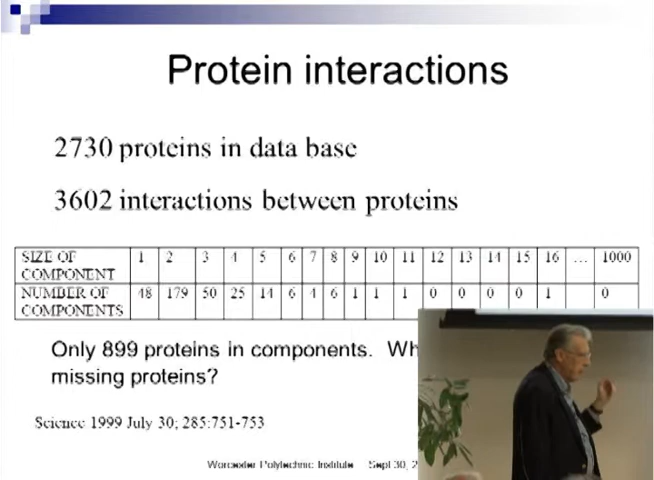 Protein interactions
2730 proteins in data base
3602 interactions between proteins
SIZE OF COMPONENT 1 2 3 4 5 6 7 8 9 10 11 12 13 14 15 16 ... 1000
NUMBER OF COMPONENTS 48 179 50 25 14 6 4 6 1 1 1 0 0 0 0 1 0
Only 899 proteins in components.
missing proteins?
Science 1999 July 30; 285:751-753
Worcester Polytechnic Institute Sept 30, 2